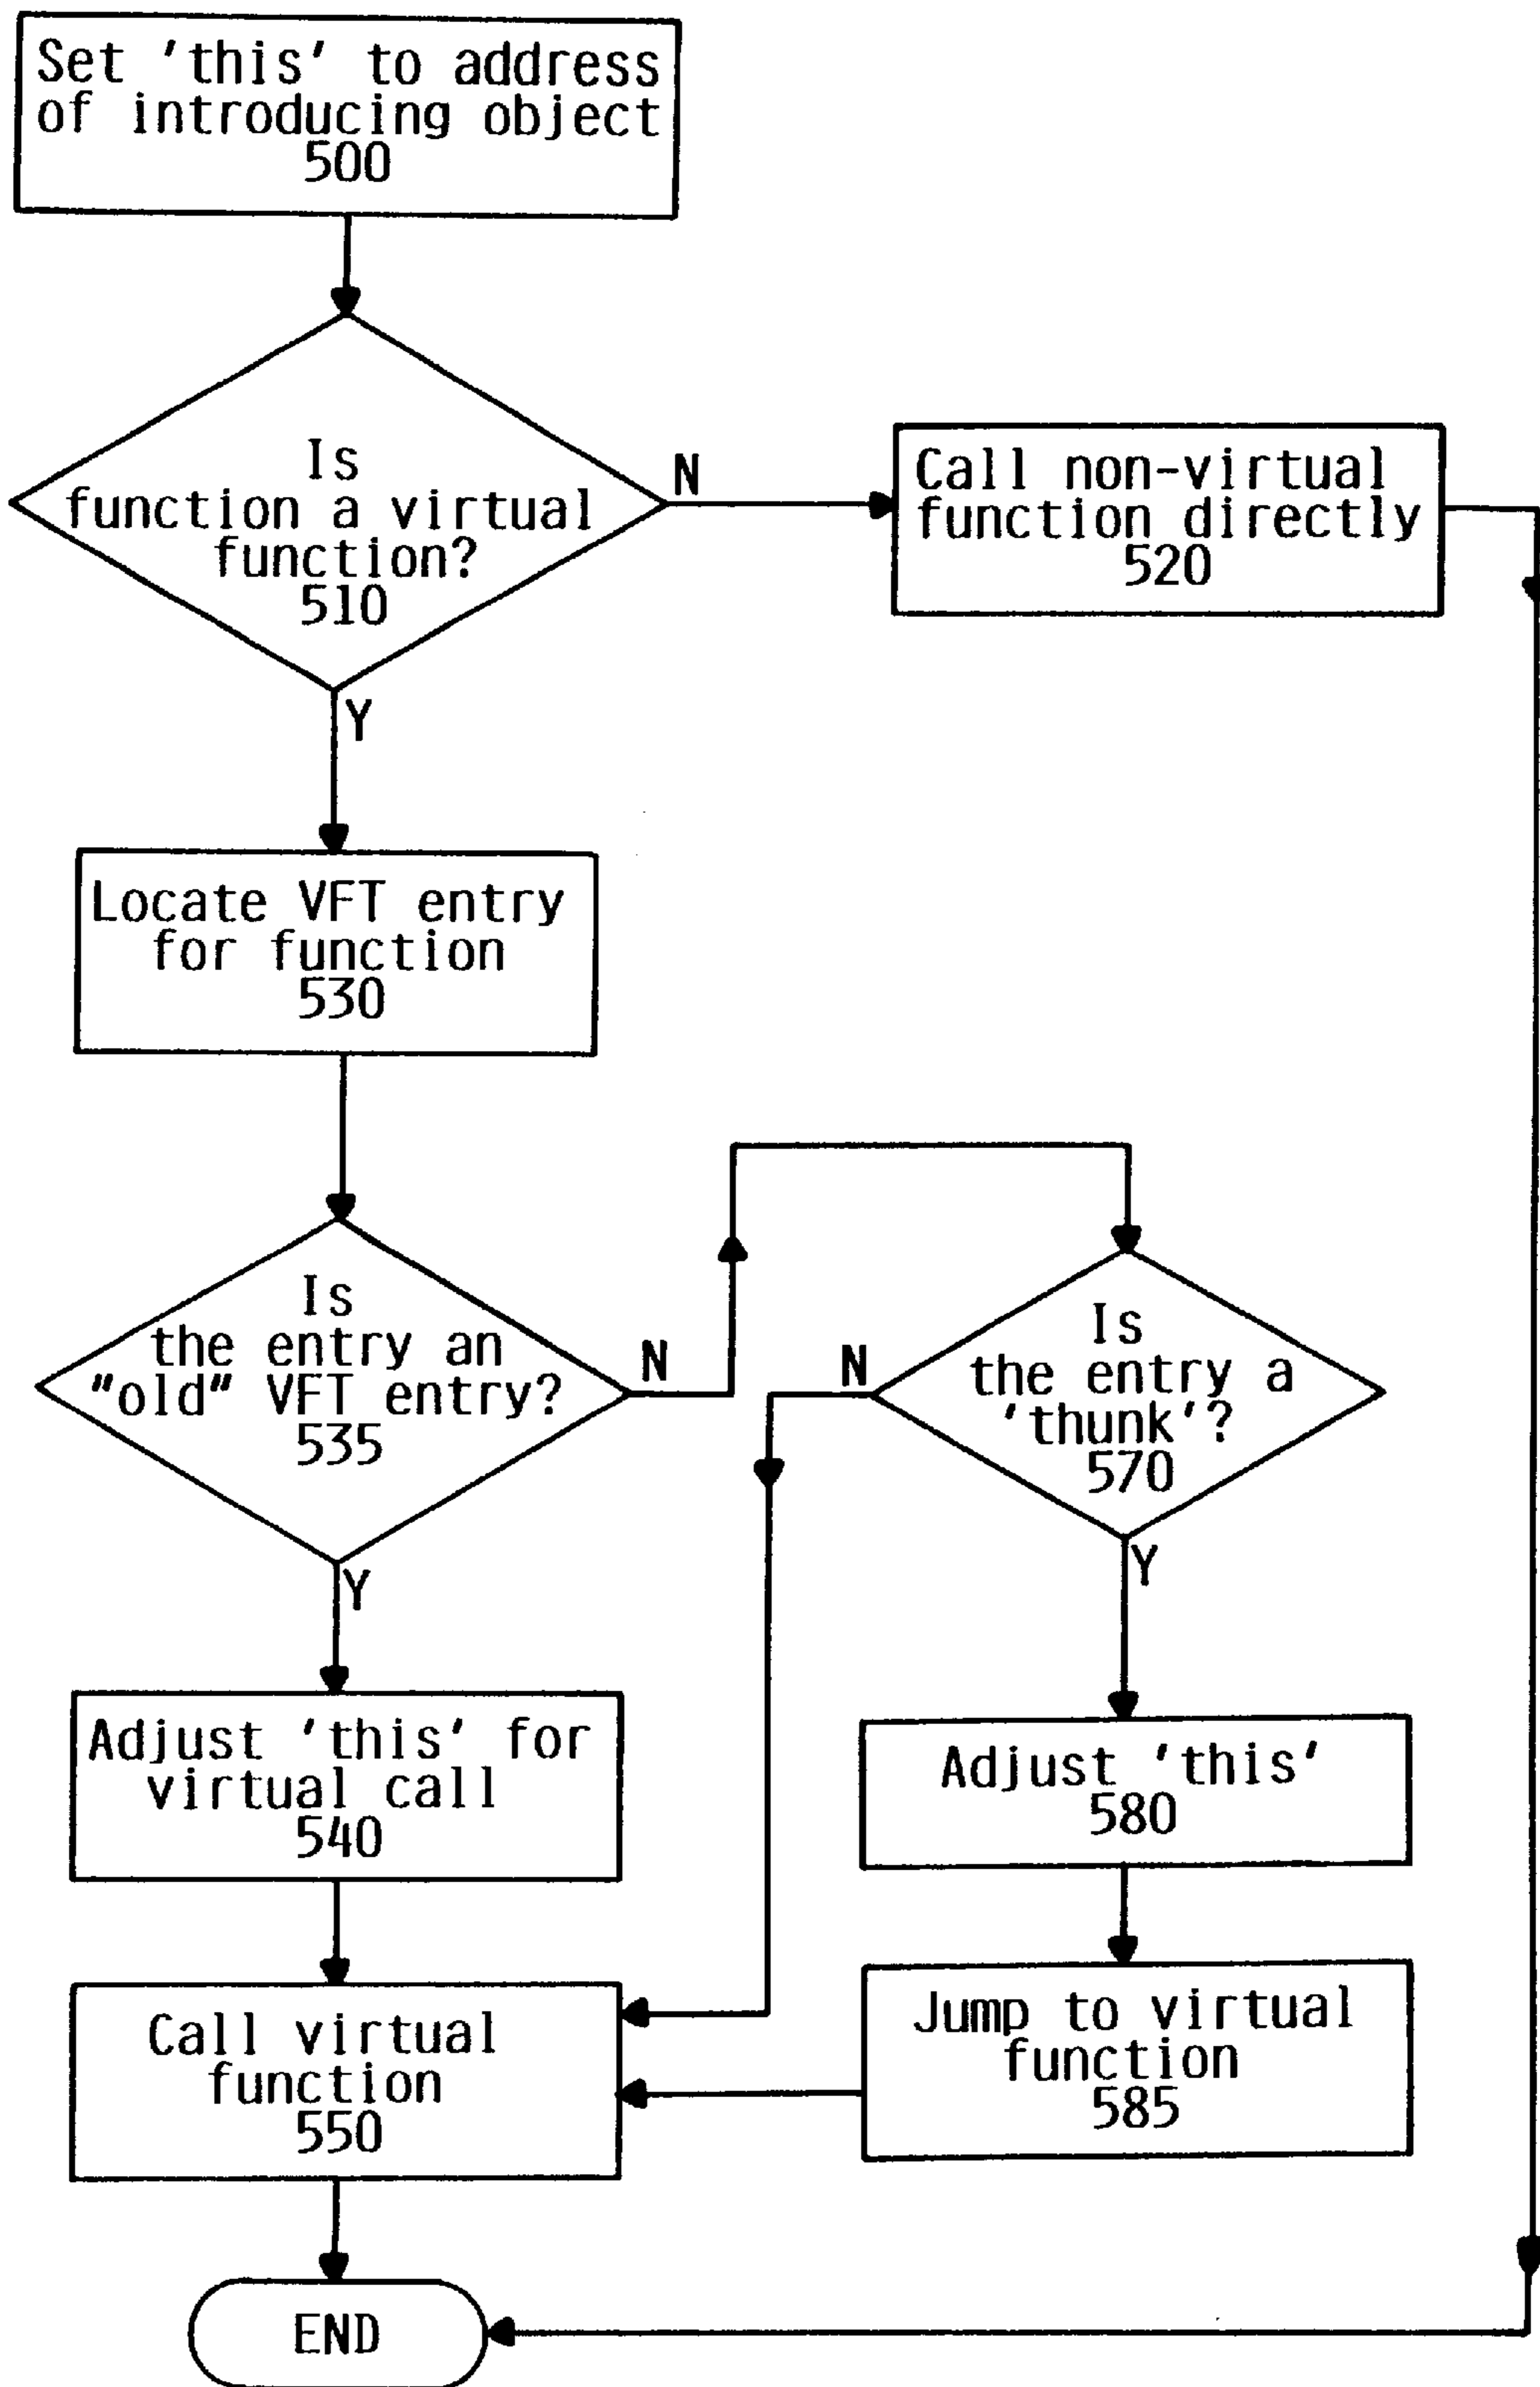 Set 'this' to address
of introducing object
500
Is
function a virtual
function?
510
N
Call non-virtual
function directly
520
Y
Locate VFT entry
for function
530
Is
the entry an
"old" VFT entry?
535
N
N
Is
the entry a
'thunk'?
570
Y
Y
Adjust 'this' for
virtual call
540
Adjust 'this'
580
Call virtual
function
550
Jump to virtual
function
585
END